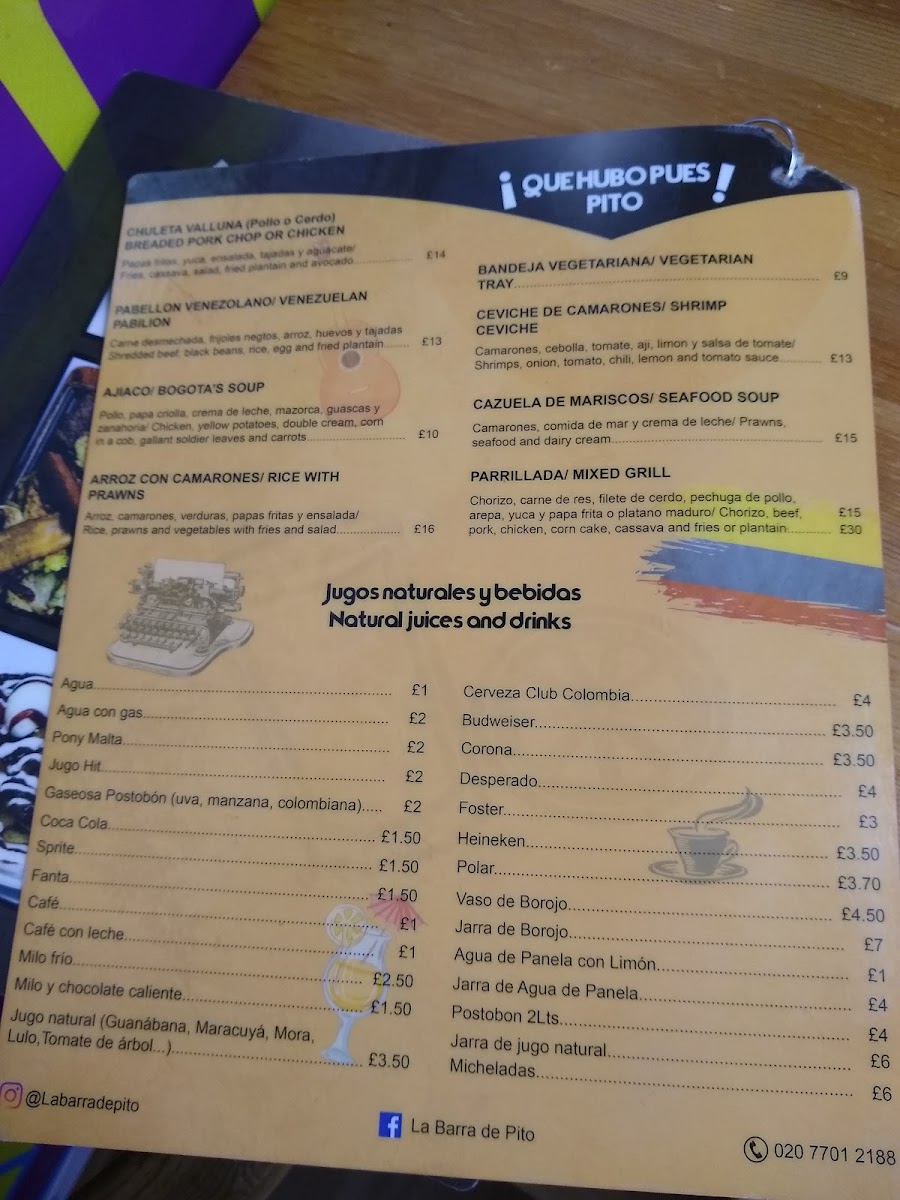 ¡ QUE HUBO PUES PITO !
CHULETA VALLUNA (Pollo o Cerdo)
BREADED PORK CHOP OR CHICKEN
Papas fritas, yuca, ensalada, tajadas y aguacate/
Fries, cassava, salad, fried plantain and avocado.................... £14
PABELLON VENEZOLANO/ VENEZUELAN
PABILION
Carne desmechada, frijoles negtos, arroz, huevos y tajadas
Shredded beef, black beans, rice, egg and fried plantain......... £13
AJIACO/ BOGOTA'S SOUP
Pollo, papa criolla, crema de leche, mazorca, guascas y
zanahoria/ Chicken, yellow potatoes, double cream, corn
in a cob, gallant soldier leaves and carrots........................... £10
ARROZ CON CAMARONES/ RICE WITH
PRAWNS
Arroz, camarones, verduras, papas fritas y ensalada/
Rice, prawns and vegetables with fries and salad.................. £16
BANDEJA VEGETARIANA/ VEGETARIAN
TRAY.................................................................... £9
CEVICHE DE CAMARONES/ SHRIMP
CEVICHE
Camarones, cebolla, tomate, aji, limon y salsa de tomate/
Shrimps, onion, tomato, chili, lemon and tomato sauce............ £13
CAZUELA DE MARISCOS/ SEAFOOD SOUP
Camarones, comida de mar y crema de leche/ Prawns,
seafood and dairy cream.................................................... £15
PARRILLADA/ MIXED GRILL
Chorizo, carne de res, filete de cerdo, pechuga de pollo,
arepa, yuca y papa frita o platano maduro/ Chorizo, beef, £15
pork, chicken, corn cake, cassava and fries or plantain............ £30
Jugos naturales y bebidas
Natural juices and drinks
Agua.................................................................... £1
Agua con gas........................................................ £2
Pony Malta............................................................ £2
Jugo Hit................................................................ £2
Gaseosa Postobón (uva, manzana, colombiana)..... £2
Coca Cola............................................................. £1.50
Sprite.................................................................... £1.50
Fanta.................................................................... £1.50
Café...................................................................... £1
Café con leche...................................................... £1
Milo frío................................................................. £2.50
Milo y chocolate caliente....................................... £1.50
Jugo natural (Guanábana, Maracuyá, Mora,
Lulo,Tomate de árbol...)........................................ £3.50
Cerveza Club Colombia......................................... £4
Budweiser............................................................. £3.50
Corona.................................................................. £3.50
Desperado............................................................ £4
Foster.................................................................... £3
Heineken............................................................... £3.50
Polar..................................................................... £3.70
Vaso de Borojo..................................................... £4.50
Jarra de Borojo..................................................... £7
Agua de Panela con Limón................................... £1
Jarra de Agua de Panela....................................... £4
Postobon 2Lts....................................................... £4
Jarra de jugo natural............................................. £6
Micheladas............................................................ £6
@Labarradepito
La Barra de Pito
020 7701 2188